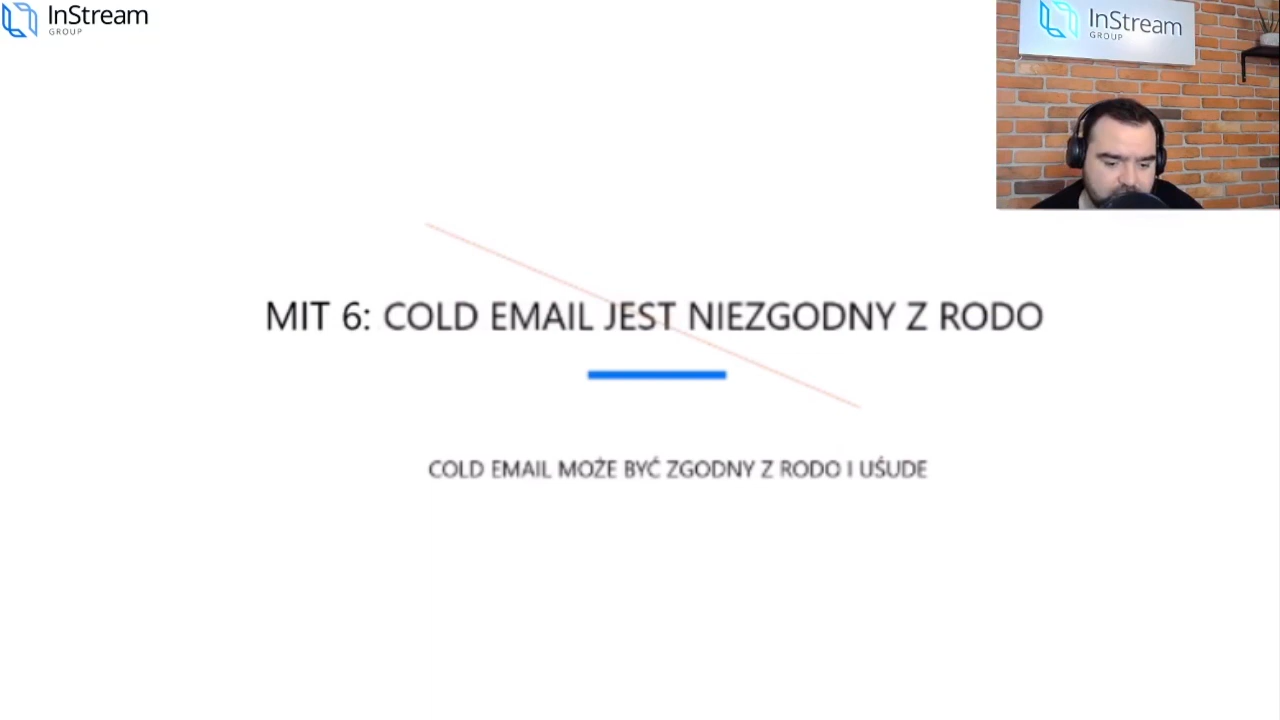 InStream
GROUP
InStream
GROUP
MIT 6: COLD EMAIL JEST NIEZGODNY Z RODO
COLD EMAIL MOŻE BYĆ ZGODNY Z RODO I UŚUDE